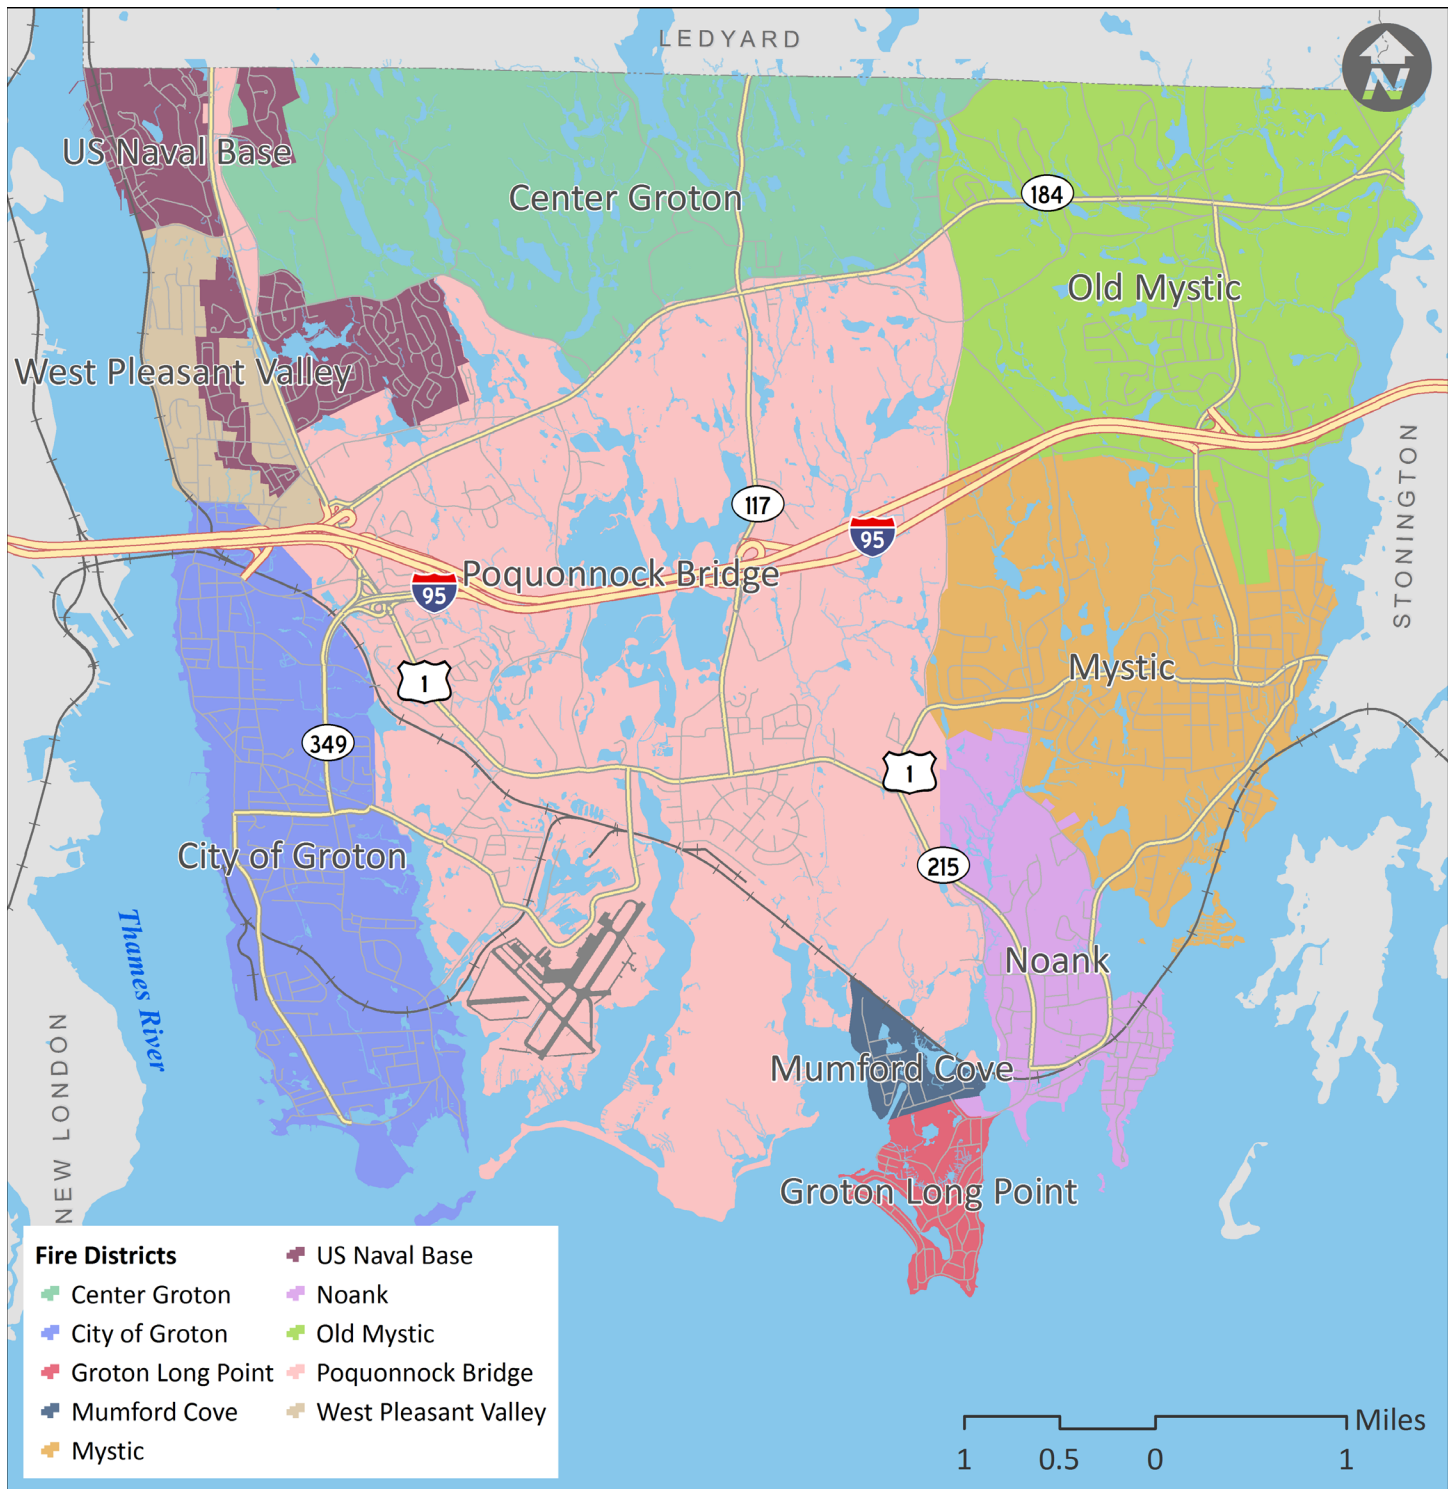 LEDYARD
N
US Naval Base
Center Groton
184
Old Mystic
West Pleasant Valley
STONINGTON
117
95
Poquonnock Bridge
95
Mystic
1
349
1
City of Groton
215
Thames River
Noank
NEW LONDON
Mumford Cove
Groton Long Point
Fire Districts
Center Groton
City of Groton
Groton Long Point
Mumford Cove
Mystic
US Naval Base
Noank
Old Mystic
Poquonnock Bridge
West Pleasant Valley
Miles
1 0.5 0 1